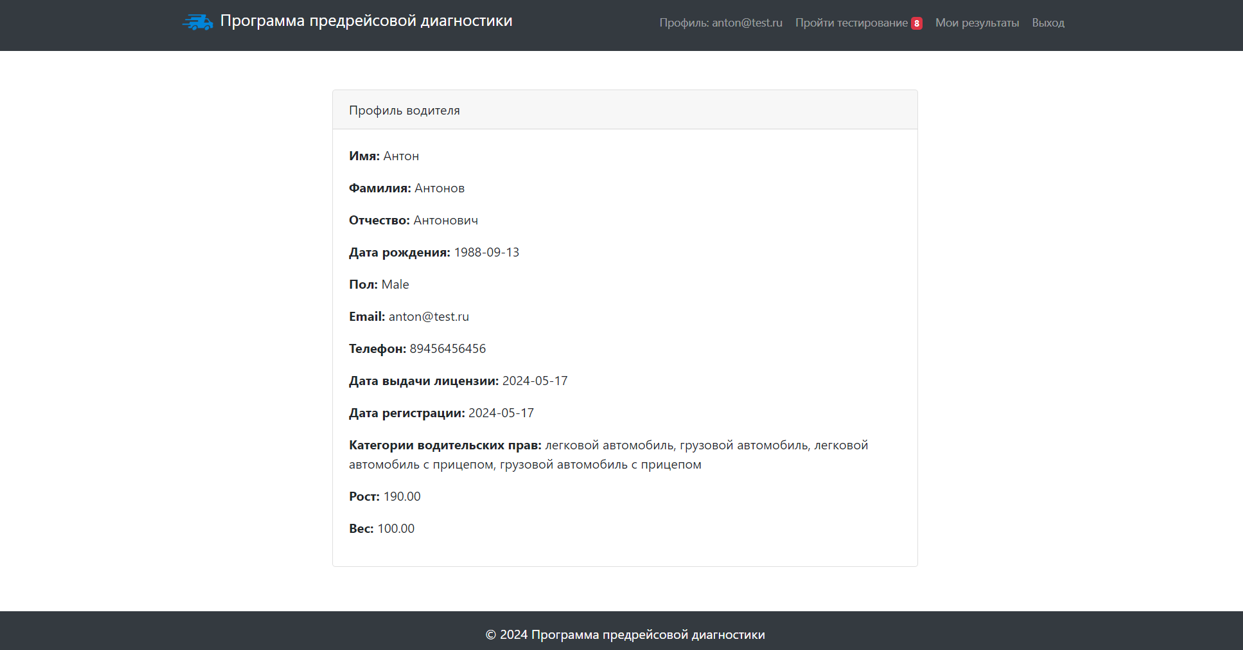 Программа предрейсовой диагностики
Профиль: anton@test.ru Пройти тестирование 8 Мои результаты Выход
Профиль водителя
Имя: Антон
Фамилия: Антонов
Отчество: Антонович
Дата рождения: 1988-09-13
Пол: Male
Email: anton@test.ru
Телефон: 89456456456
Дата выдачи лицензии: 2024-05-17
Дата регистрации: 2024-05-17
Категории водительских прав: легковой автомобиль, грузовой автомобиль, легковой
автомобиль с прицепом, грузовой автомобиль с прицепом
Рост: 190.00
Вес: 100.00
© 2024 Программа предрейсовой диагностики